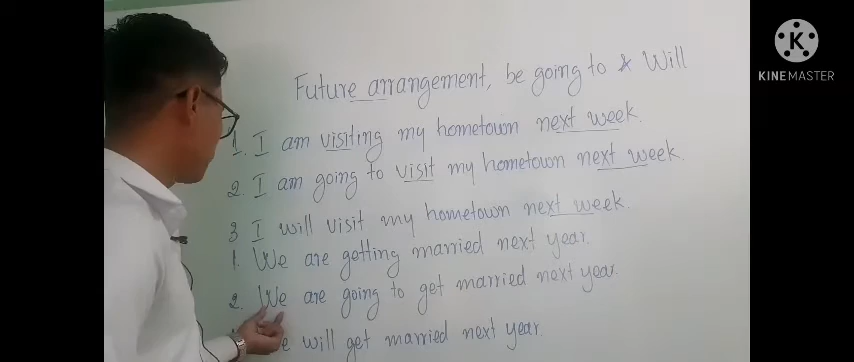 Future arrangement, be going to & Will
1. I am visiting my hometown next week.
2. I am going to visit my hometown next week.
3 I will visit my hometown next week.
1. We are getting married next year.
2. We are going to get married next year.
will get married next year.
K
KINEMASTER